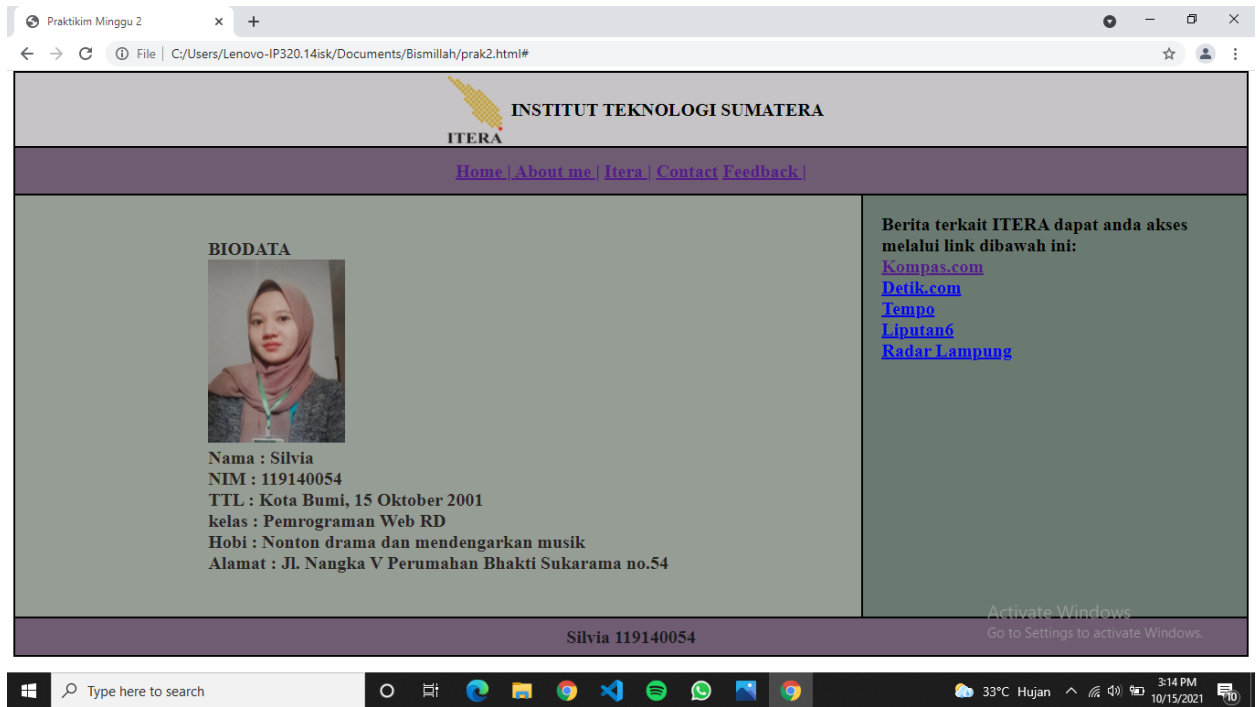 Praktikim Minggu 2
File | C:/Users/Lenovo-IP320.14isk/Documents/Bismillah/prak2.html#
ITERA
INSTITUT TEKNOLOGI SUMATERA
Home | About me | Itera | Contact Feedback |
BIODATA
Nama : Silvia
NIM : 119140054
TTL : Kota Bumi, 15 Oktober 2001
kelas : Pemrograman Web RD
Hobi : Nonton drama dan mendengarkan musik
Alamat : Jl. Nangka V Perumahan Bhakti Sukarama no.54
Berita terkait ITERA dapat anda akses
melalui link dibawah ini:
Kompas.com
Detik.com
Tempo
Liputan6
Radar Lampung
Activate Windows
Go to Settings to activate Windows.
Silvia 119140054
Type here to search
33°C Hujan
3:14 PM
10/15/2021
10